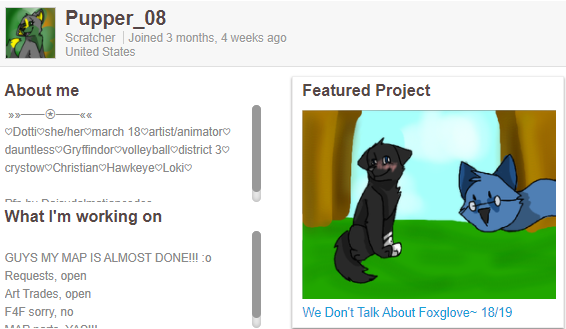 Pupper_08
Scratcher | Joined 3 months, 4 weeks ago
United States
About me
»»——⍟——««
♡Dotti♡she/her♡march 18♡artist/animator♡
dauntless♡Gryffindor♡volleyball♡district 3♡
crystow♡Christian♡Hawkeye♡Loki♡
What I'm working on
GUYS MY MAP IS ALMOST DONE!!! :o
Requests, open
Art Trades, open
F4F sorry, no
Featured Project
We Don't Talk About Foxglove~ 18/19